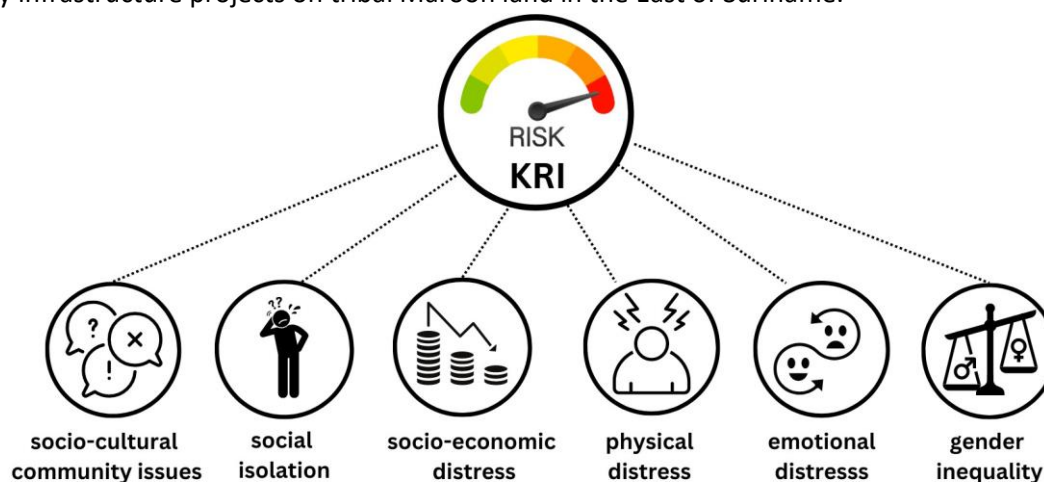 y infrastructure projects on tribal Maroon land in the East of Suriname.
RISK
KRI
?
×
!
??
socio-cultural
community issues
social
isolation
socio-economic
distress
physical
distress
emotional
distresss
gender
inequality